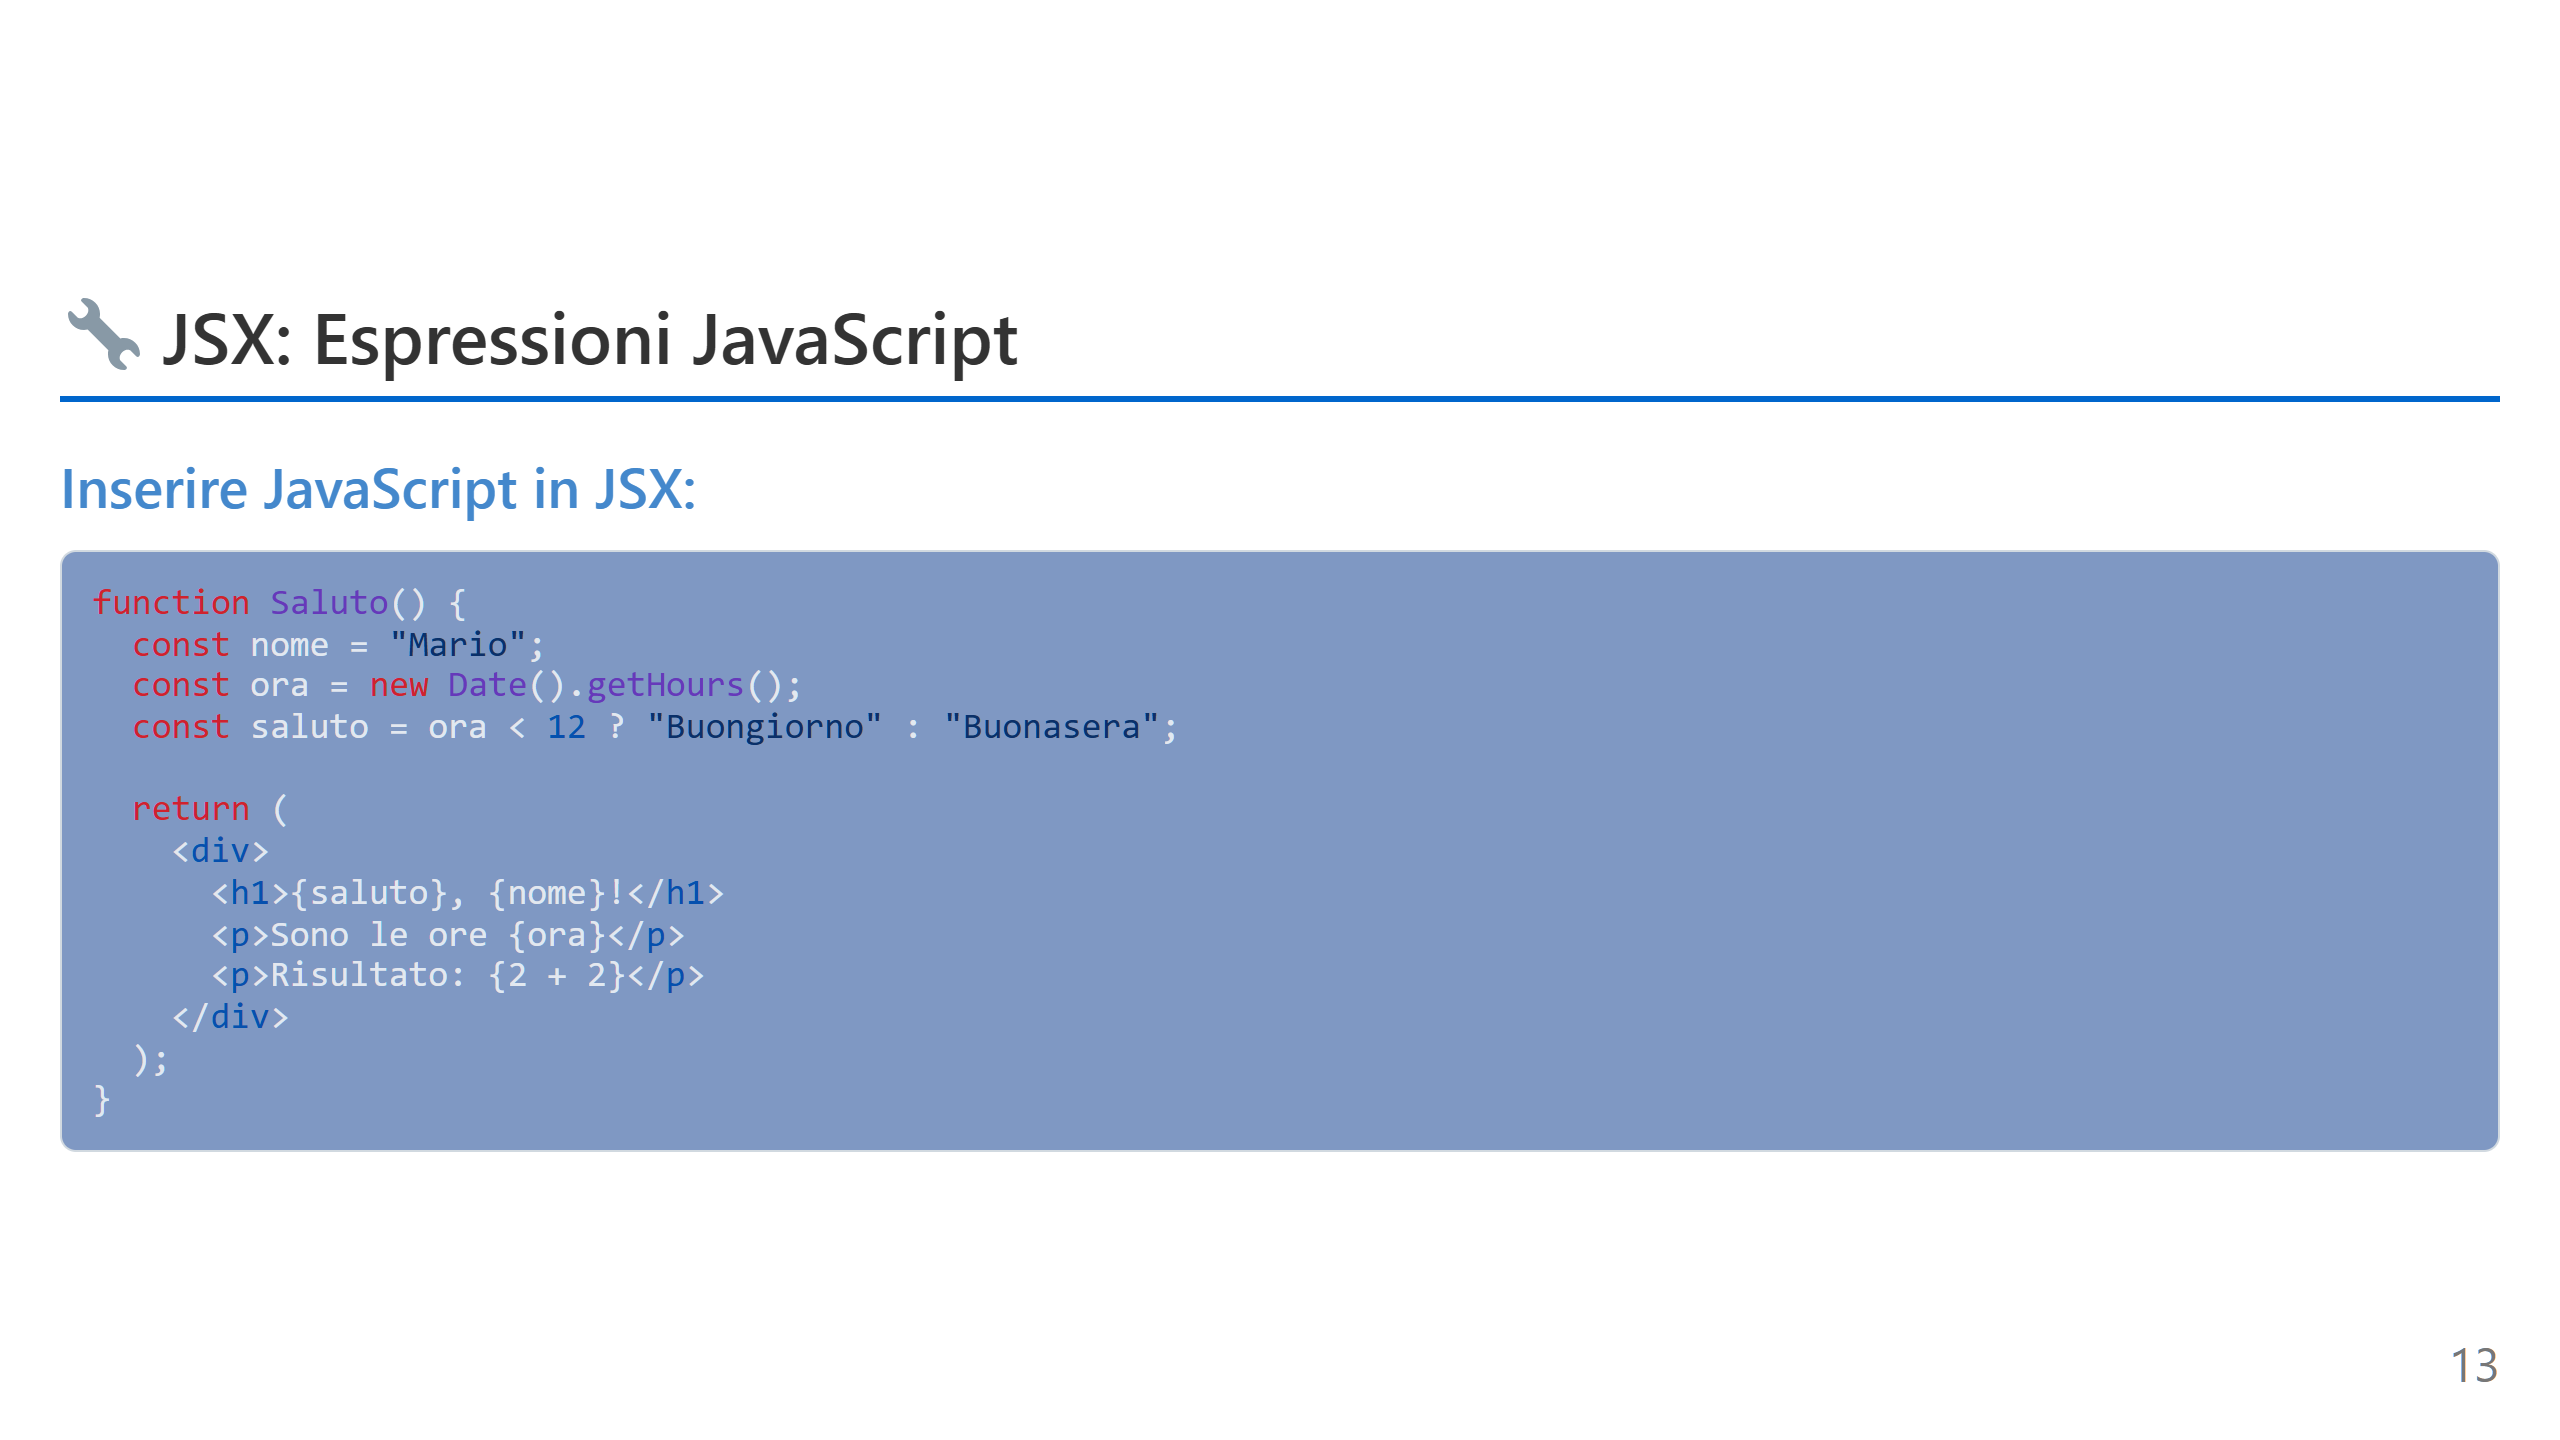 🔧 JSX: Espressioni JavaScript
Inserire JavaScript in JSX:
function Saluto() {
  const nome = "Mario";
  const ora = new Date().getHours();
  const saluto = ora < 12 ? "Buongiorno" : "Buonasera";

  return (
    <div>
      <h1>{saluto}, {nome}!</h1>
      <p>Sono le ore {ora}</p>
      <p>Risultato: {2 + 2}</p>
    </div>
  );
}
13